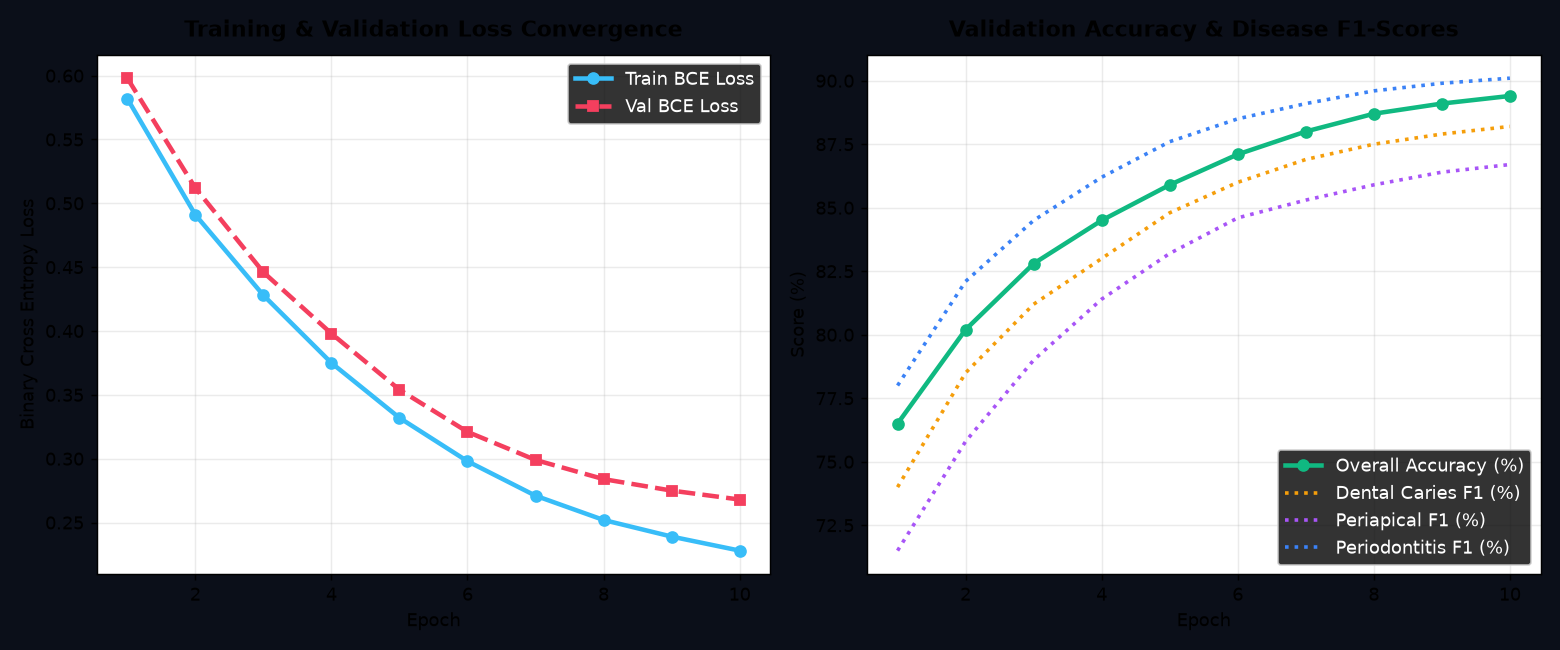 Training & Validation Loss Convergence
Binary Cross Entropy Loss
0.60
0.55
0.50
0.45
0.40
0.35
0.30
0.25
Train BCE Loss
Val BCE Loss
2 4 6 8 10
Epoch
Validation Accuracy & Disease F1-Scores
Score (%)
90.0
87.5
85.0
82.5
80.0
77.5
75.0
72.5
Overall Accuracy (%)
Dental Caries F1 (%)
Periapical F1 (%)
Periodontitis F1 (%)
2 4 6 8 10
Epoch